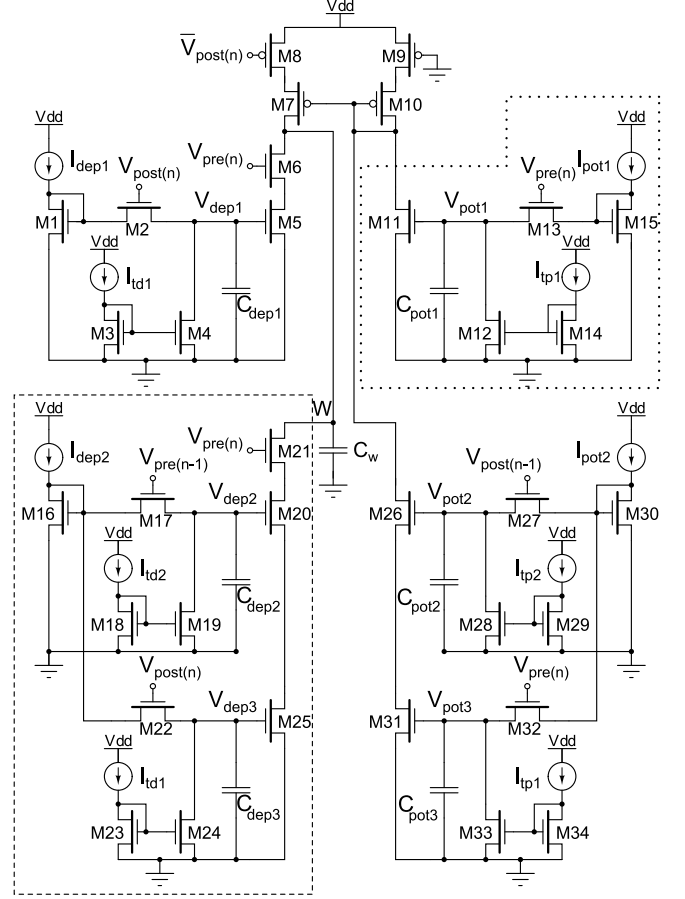 Vdd
V̅post(n)
M8
M9
M7
M10
Vdd
Idep1
Vpost(n)
Vpre(n)
M6
Vpre(n)
Vdd
Ipot1
M1
M2
Vdep1
M5
M11
Vpot1
M13
M15
Vdd
Itd1
Cdep1
Cpot1
Vdd
Itp1
M3
M4
M12
M14
Vdd
Idep2
Vpre(n-1)
Vpre(n)
M21
W
Cw
Vpost(n-1)
Vdd
Ipot2
M16
M17
Vdep2
M20
M26
Vpot2
M27
M30
Vdd
Itd2
Cdep2
Cpot2
Vdd
Itp2
M18
M19
M28
M29
Vpost(n)
Vpre(n)
M22
Vdep3
M25
M31
Vpot3
M32
Vdd
Itd1
Cdep3
Cpot3
Vdd
Itp1
M23
M24
M33
M34